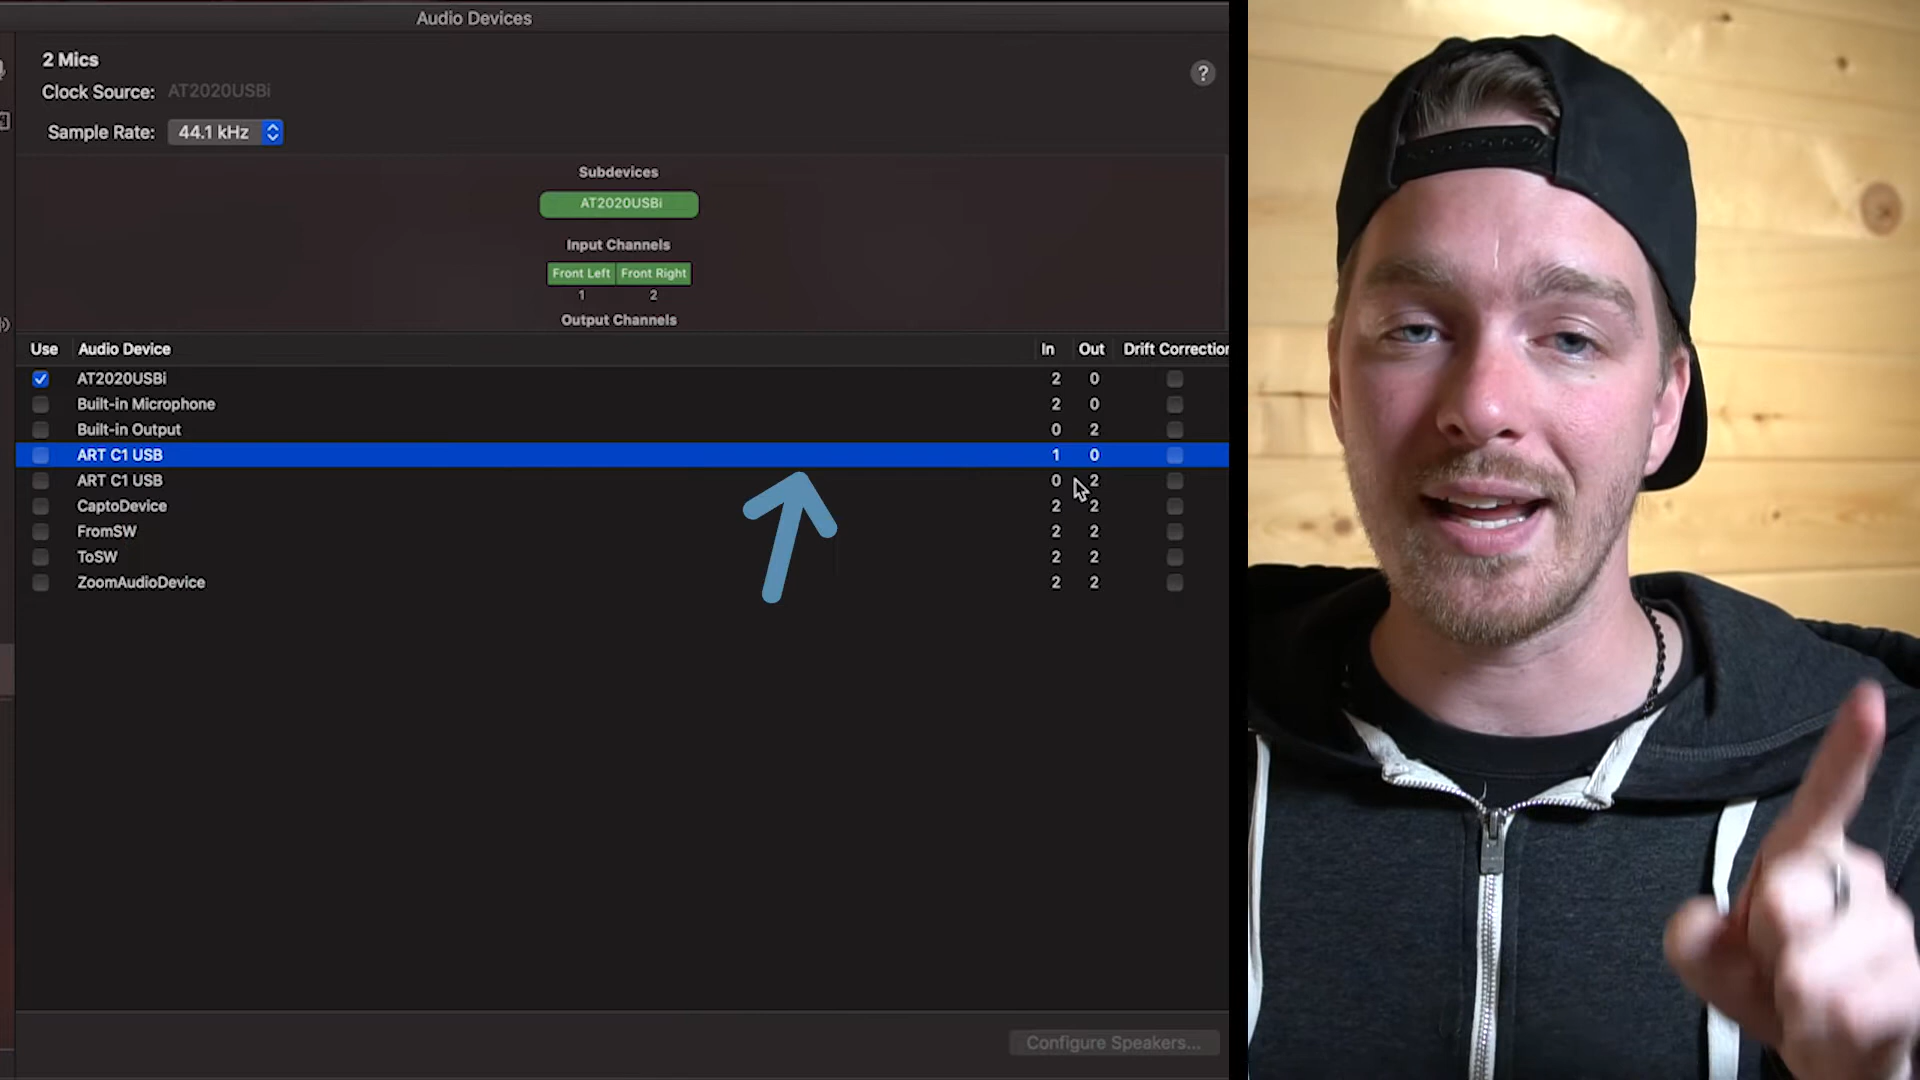 Audio Devices
2 Mics
?
Clock Source: AT2020USBi
Sample Rate: 44.1 kHz
Subdevices
AT2020USBi
Input Channels
Front Left Front Right
1 2
Output Channels
Use Audio Device In Out Drift Correction
AT2020USBi 2 0
Built-in Microphone 2 0
Built-in Output 0 2
ART C1 USB 1 0
ART C1 USB 0 2
CaptoDevice 2 2
FromSW 2 2
ToSW 2 2
ZoomAudioDevice 2 2
Configure Speakers...